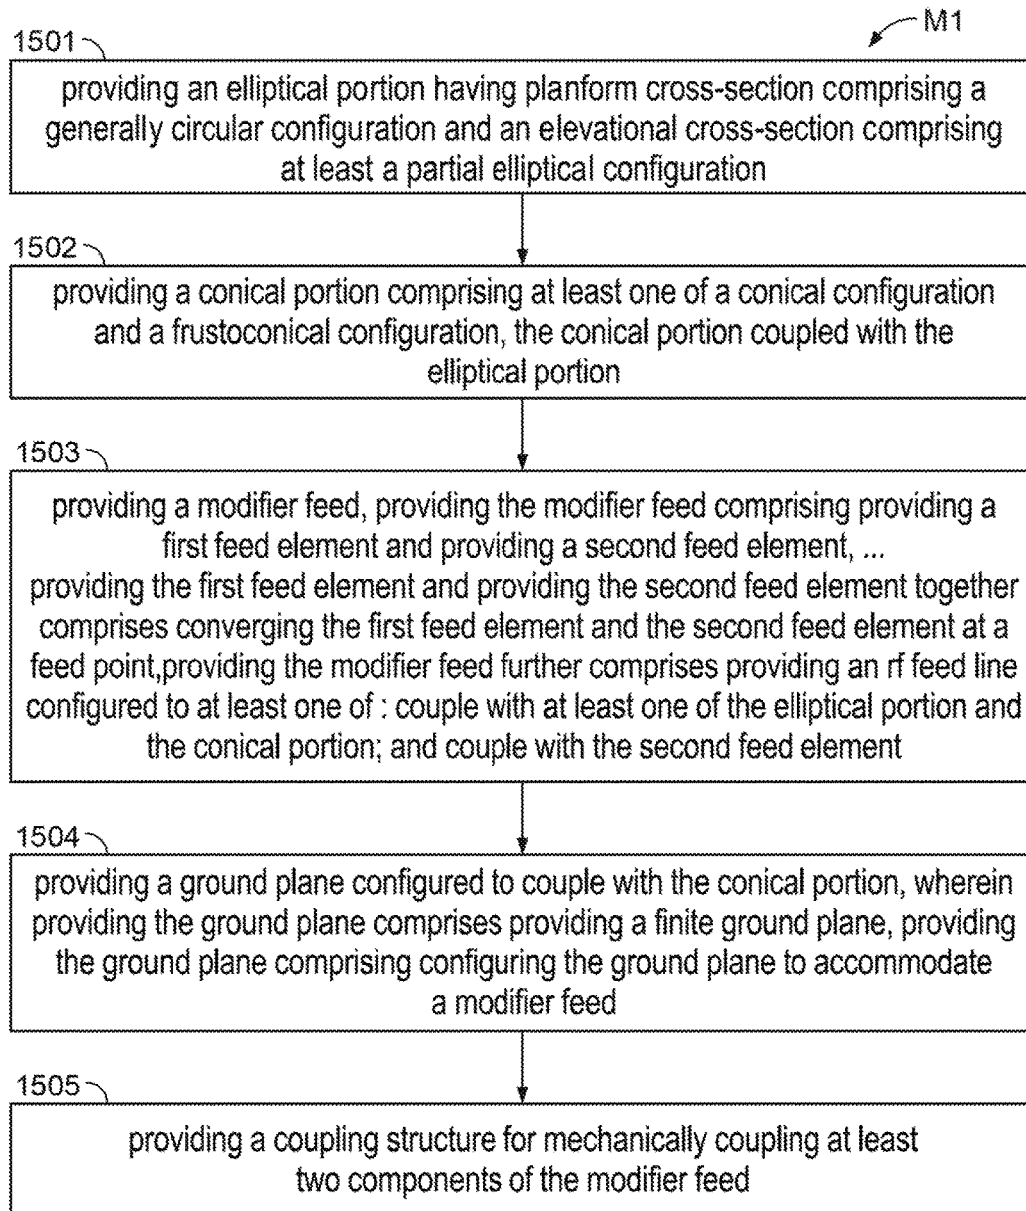 M1
1501
providing an elliptical portion having planform cross-section comprising a
generally circular configuration and an elevational cross-section comprising
at least a partial elliptical configuration
1502
providing a conical portion comprising at least one of a conical configuration
and a frustoconical configuration, the conical portion coupled with the
elliptical portion
1503
providing a modifier feed, providing the modifier feed comprising providing a
first feed element and providing a second feed element, ...
providing the first feed element and providing the second feed element together
comprises converging the first feed element and the second feed element at a
feed point,providing the modifier feed further comprises providing an rf feed line
configured to at least one of : couple with at least one of the elliptical portion and
the conical portion; and couple with the second feed element
1504
providing a ground plane configured to couple with the conical portion, wherein
providing the ground plane comprises providing a finite ground plane, providing
the ground plane comprising configuring the ground plane to accommodate
a modifier feed
1505
providing a coupling structure for mechanically coupling at least
two components of the modifier feed